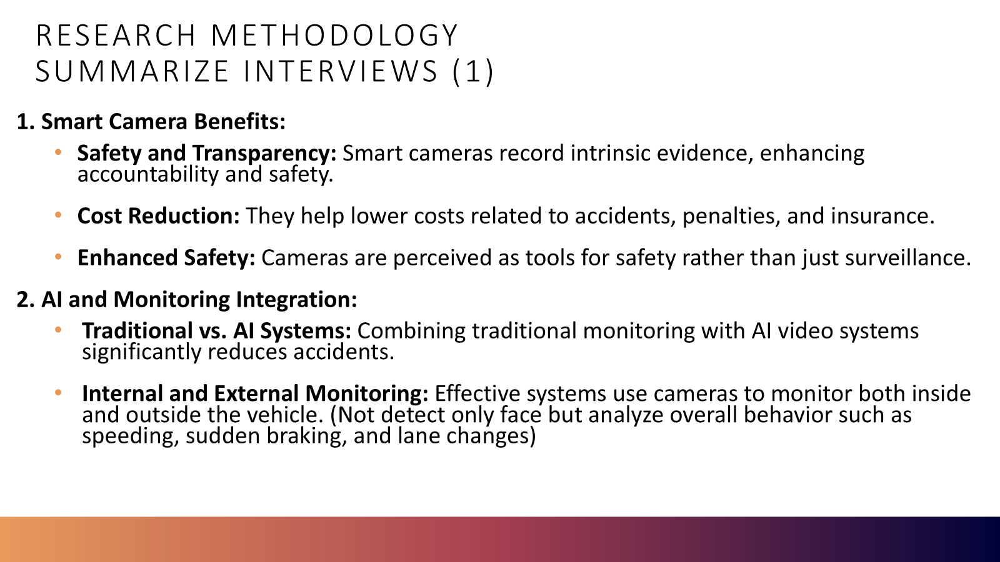 RESEARCH METHODOLOGY
SUMMARIZE INTERVIEWS (1)
1. Smart Camera Benefits:
• Safety and Transparency: Smart cameras record intrinsic evidence, enhancing
accountability and safety.
• Cost Reduction: They help lower costs related to accidents, penalties, and insurance.
• Enhanced Safety: Cameras are perceived as tools for safety rather than just surveillance.
2. AI and Monitoring Integration:
• Traditional vs. AI Systems: Combining traditional monitoring with AI video systems
significantly reduces accidents.
• Internal and External Monitoring: Effective systems use cameras to monitor both inside
and outside the vehicle. (Not detect only face but analyze overall behavior such as
speeding, sudden braking, and lane changes)